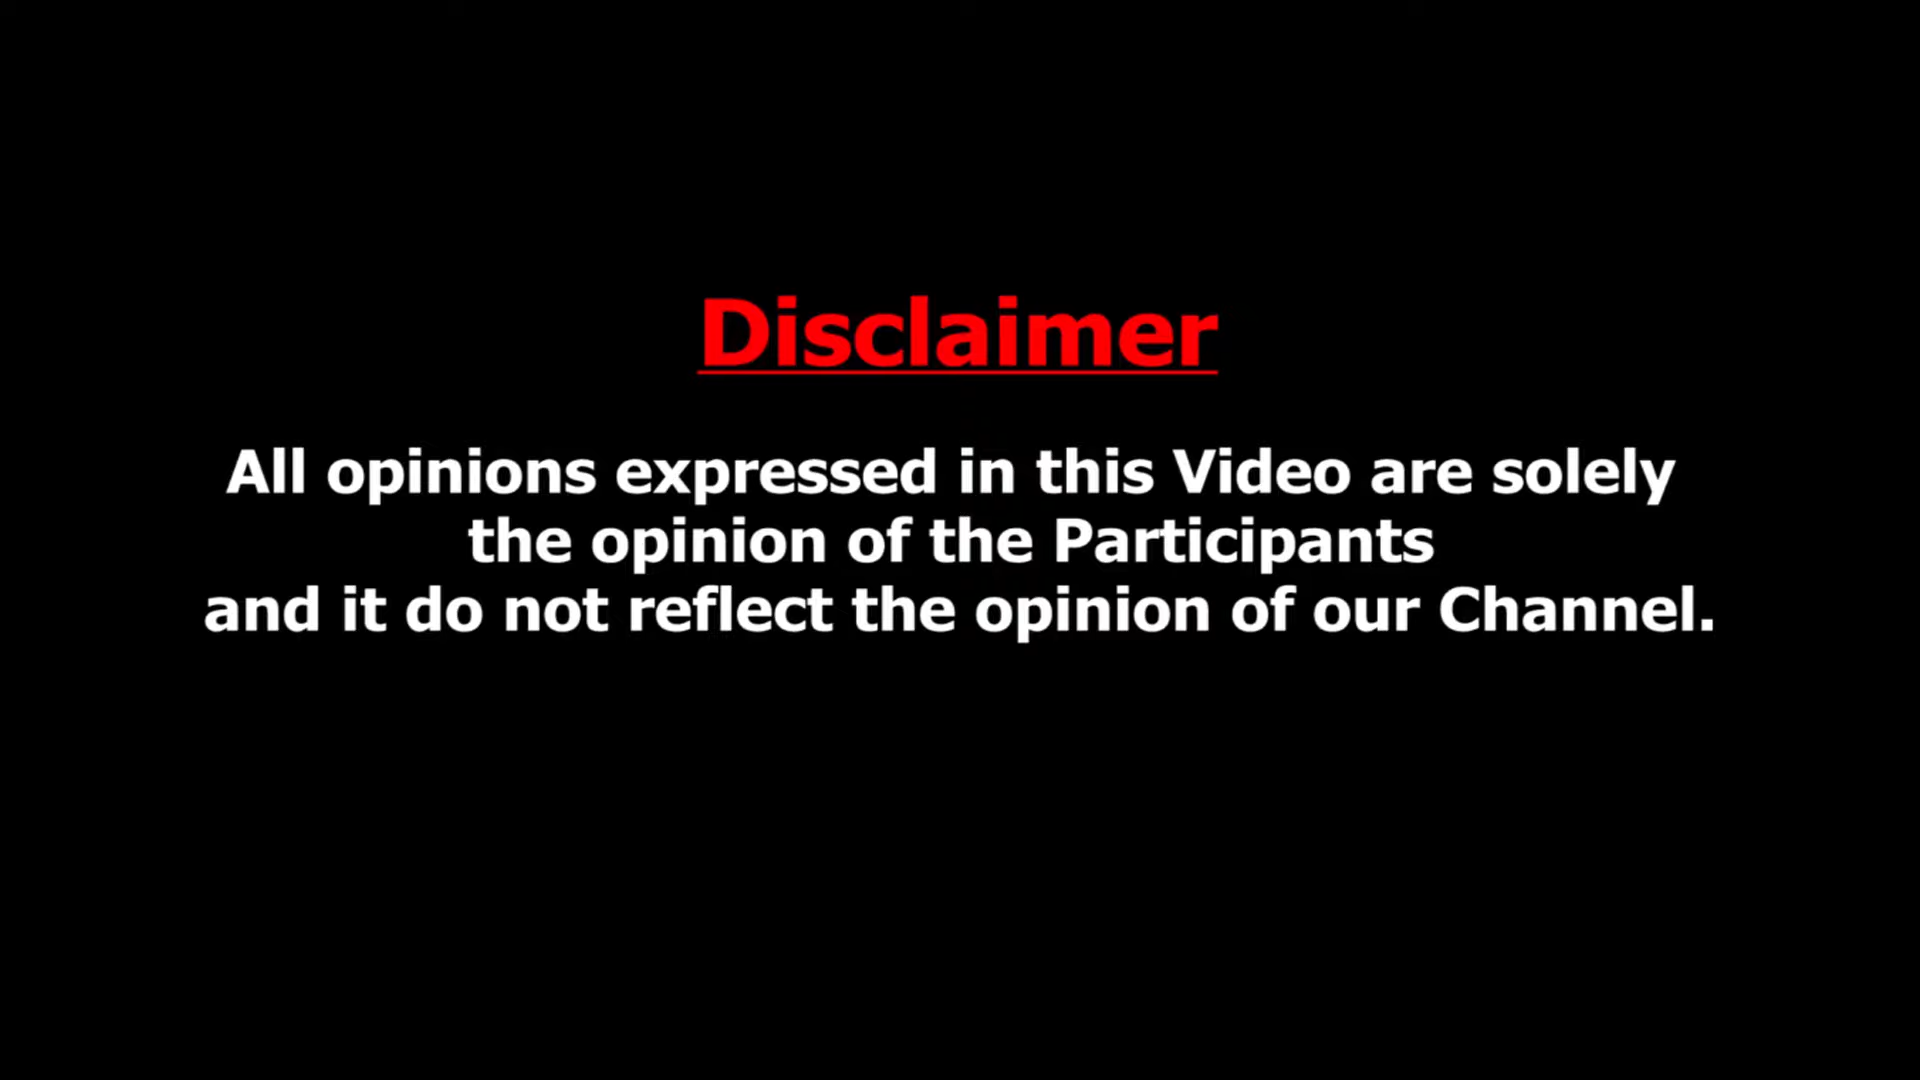 Disclaimer
All opinions expressed in this Video are solely
the opinion of the Participants
and it do not reflect the opinion of our Channel.